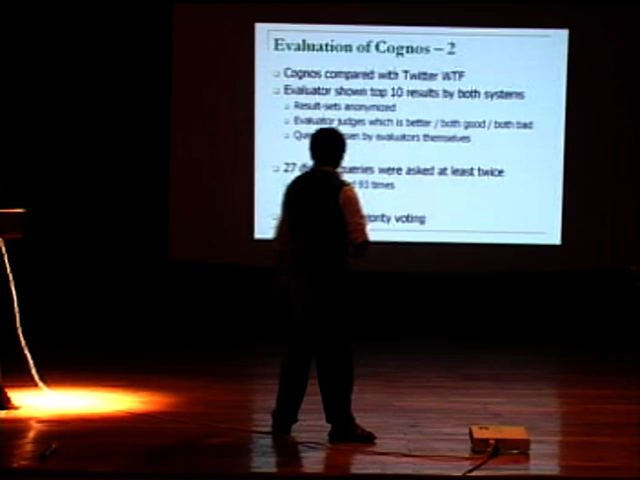 Evaluation of Cognos – 2
Cognos compared with Twitter WTF
Evaluator shown top 10 results by both systems
Result-sets anonymized
Evaluator judges which is better / both good / both bad
by evaluators themselves
27 queries were asked at least twice
93 times
voting